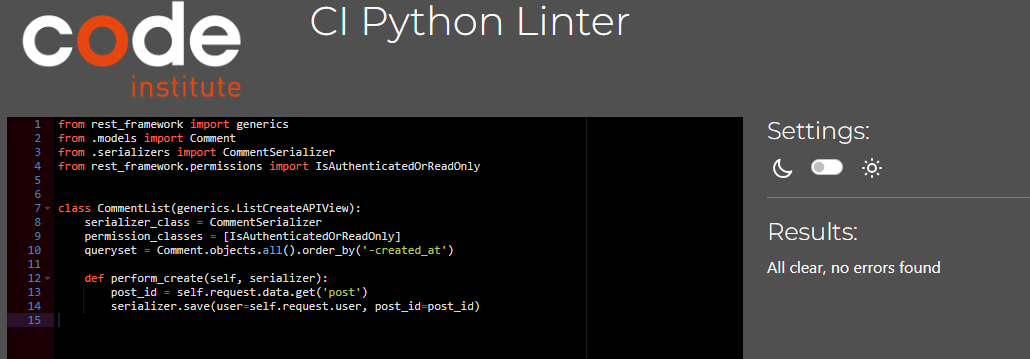 code
institute
CI Python Linter
1 from rest_framework import generics
2 from .models import Comment
3 from .serializers import CommentSerializer
4 from rest_framework.permissions import IsAuthenticatedOrReadOnly
5
6
7 class CommentList(generics.ListCreateAPIView):
8     serializer_class = CommentSerializer
9     permission_classes = [IsAuthenticatedOrReadOnly]
10     queryset = Comment.objects.all().order_by('-created_at')
11
12     def perform_create(self, serializer):
13         post_id = self.request.data.get('post')
14         serializer.save(user=self.request.user, post_id=post_id)
15
Settings:
Results:
All clear, no errors found